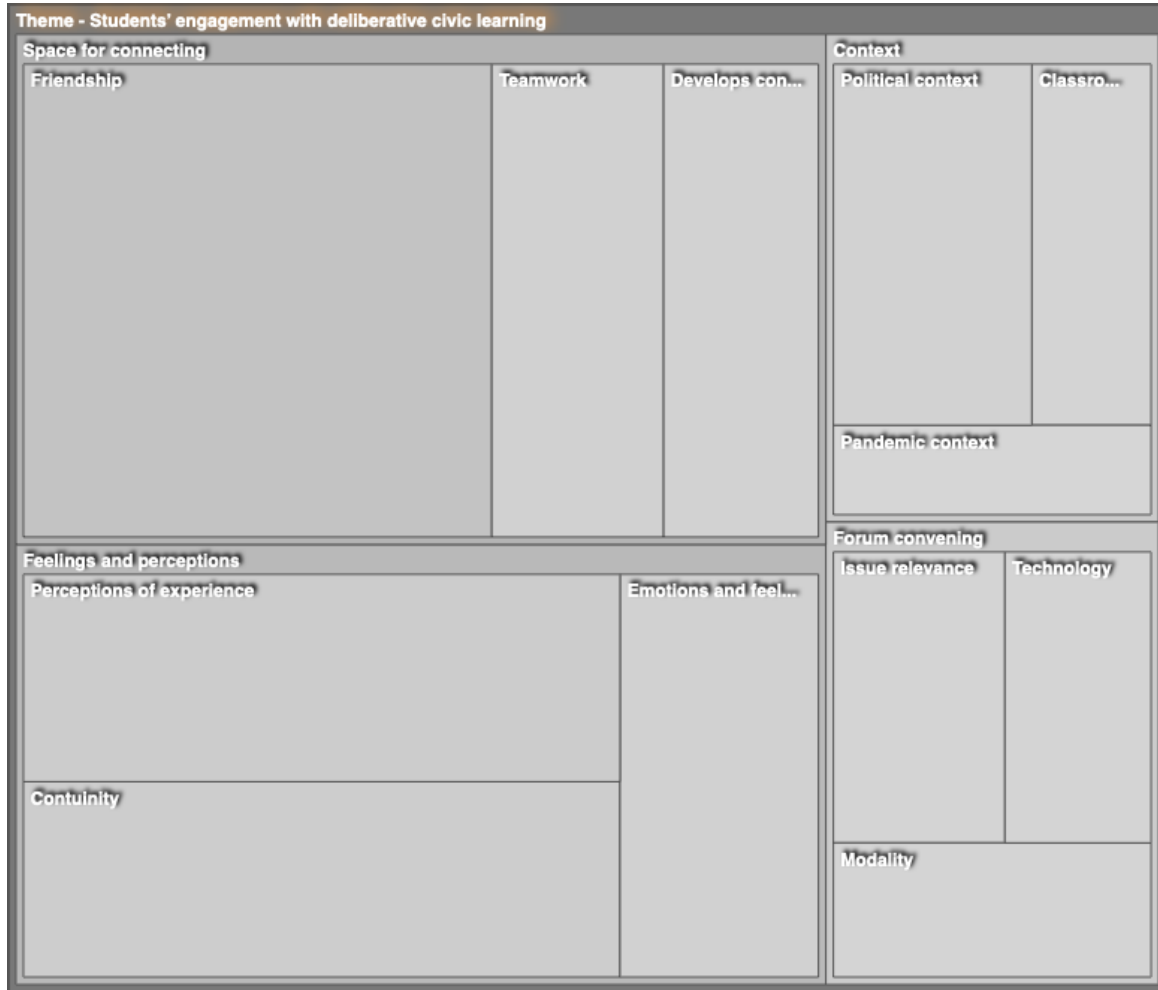 Theme - Students’ engagement with deliberative civic learning
Space for connecting
Friendship
Teamwork
Develops con...
Context
Political context
Classro...
Pandemic context
Feelings and perceptions
Perceptions of experience
Emotions and feel...
Contuinity
Forum convening
Issue relevance
Technology
Modality